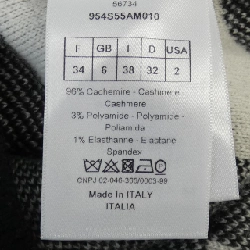 66734
954S55AM010
F GB I D USA
34 6 38 32 2
96% Cachemire - Cashmere -
Cashmere
3% Polyamide - Polyamide -
Poliamida
1% Elasthanne - Elastane
Spandex
Made in ITALY
ITALIA